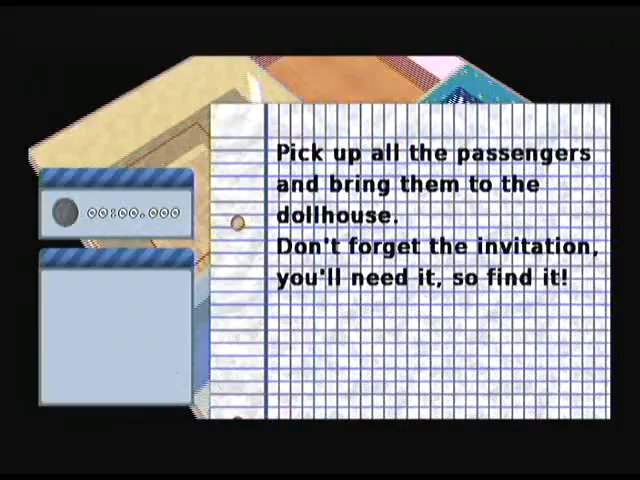 Pick up all the passengers
and bring them to the
dollhouse.
Don't forget the invitation,
you'll need it, so find it!
00:00.000